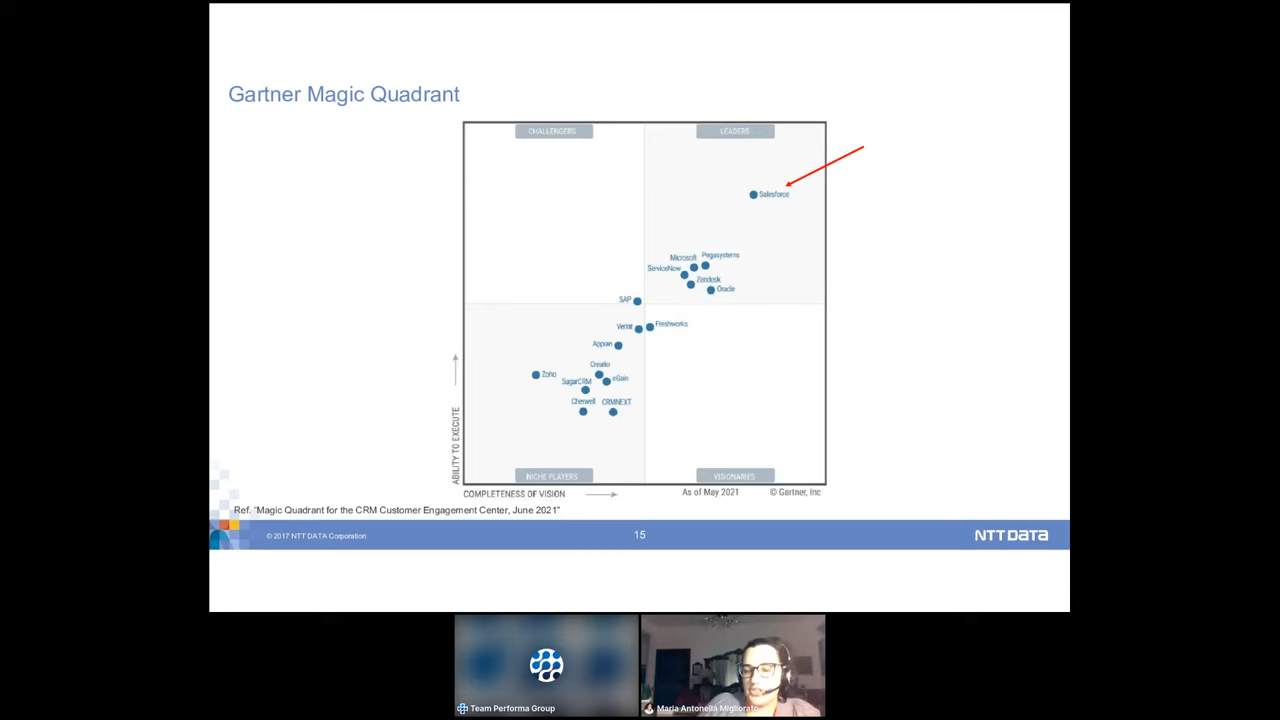 Gartner Magic Quadrant
CHALLENGERS
LEADERS
Salesforce
Microsoft
Pegasystems
ServiceNow
Zendesk
Oracle
SAP
Verint
Freshworks
Appian
Creatio
Zoho
eGain
SugarCRM
Cherwell
CRMNEXT
ABILITY TO EXECUTE
NICHE PLAYERS
VISIONARIES
COMPLETENESS OF VISION
As of May 2021
© Gartner, Inc
Ref. "Magic Quadrant for the CRM Customer Engagement Center, June 2021"
© 2017 NTT DATA Corporation
15
NTT DATA
Team Performa Group
Maria Antonella Migliorato